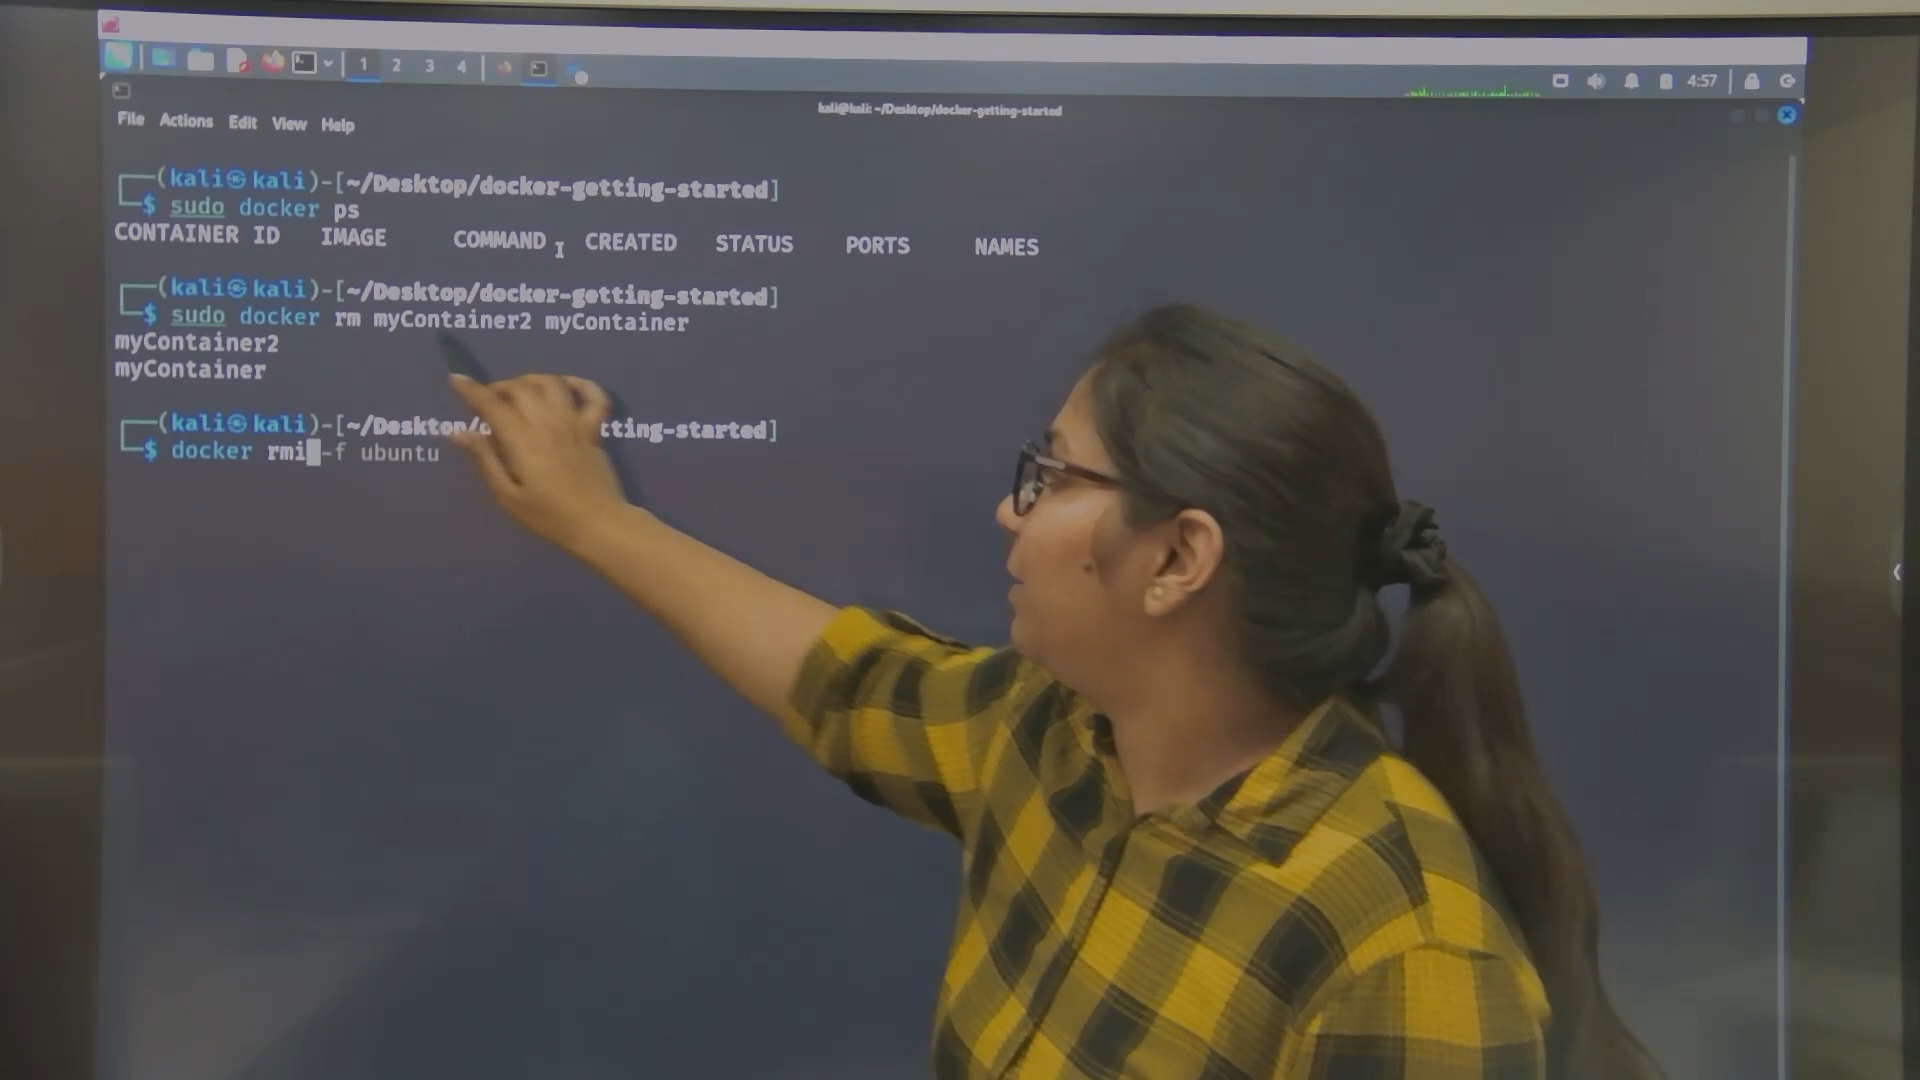 1 2 3 4
4:57
kali@kali: ~/Desktop/docker-getting-started
File Actions Edit View Help
(kali㉿kali)-[~/Desktop/docker-getting-started]
$ sudo docker ps
CONTAINER ID IMAGE COMMAND CREATED STATUS PORTS NAMES
(kali㉿kali)-[~/Desktop/docker-getting-started]
$ sudo docker rm myContainer2 myContainer
myContainer2
myContainer
(kali㉿kali)-[~/Desktop/d tting-started]
$ docker rmi -f ubuntu